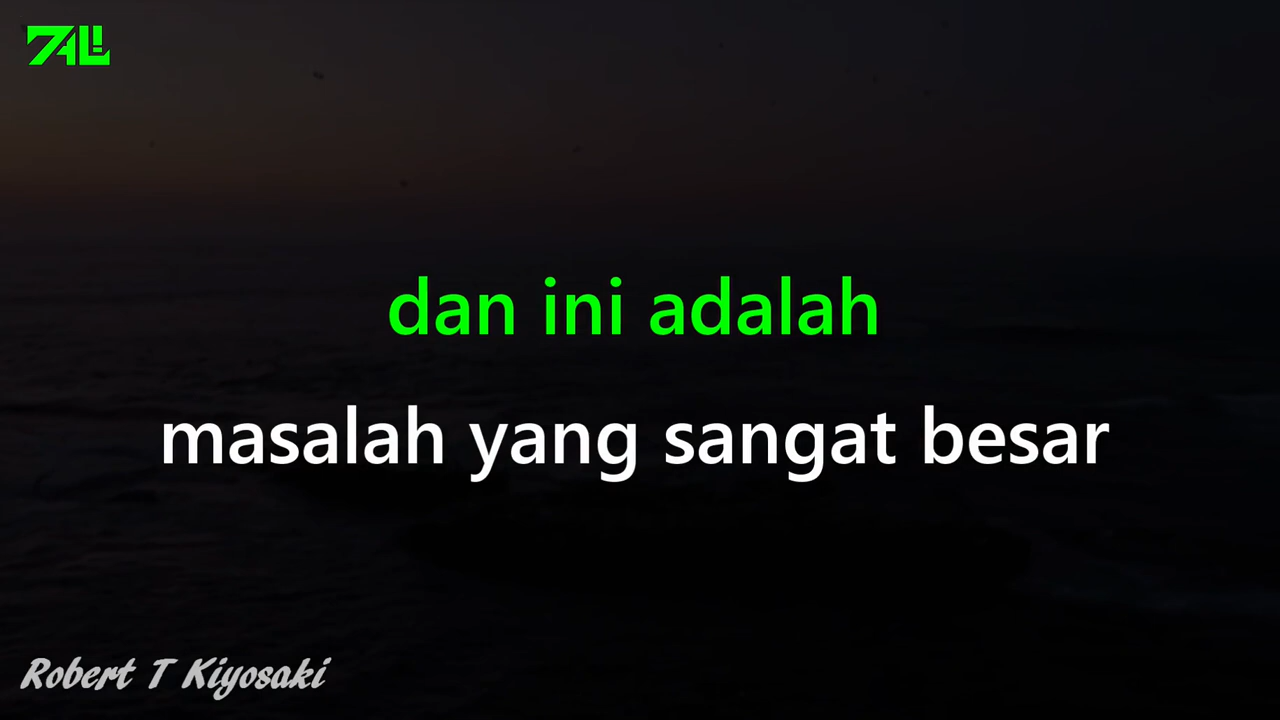 dan ini adalah
masalah yang sangat besar
Robert T Kiyosaki